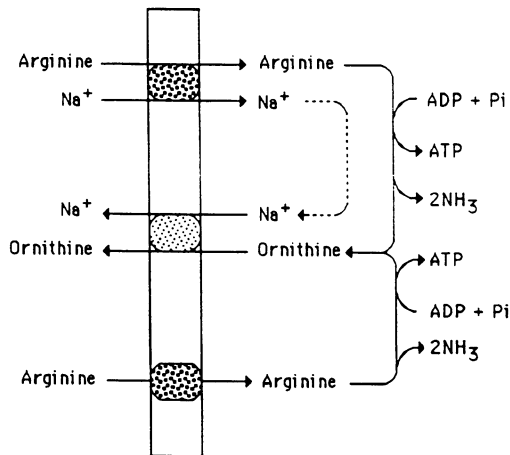 Arginine Arginine
Na+ Na+ ADP + Pi
ATP
2NH3
Na+ Na+
Ornithine Ornithine ATP
ADP + Pi
2NH3
Arginine Arginine